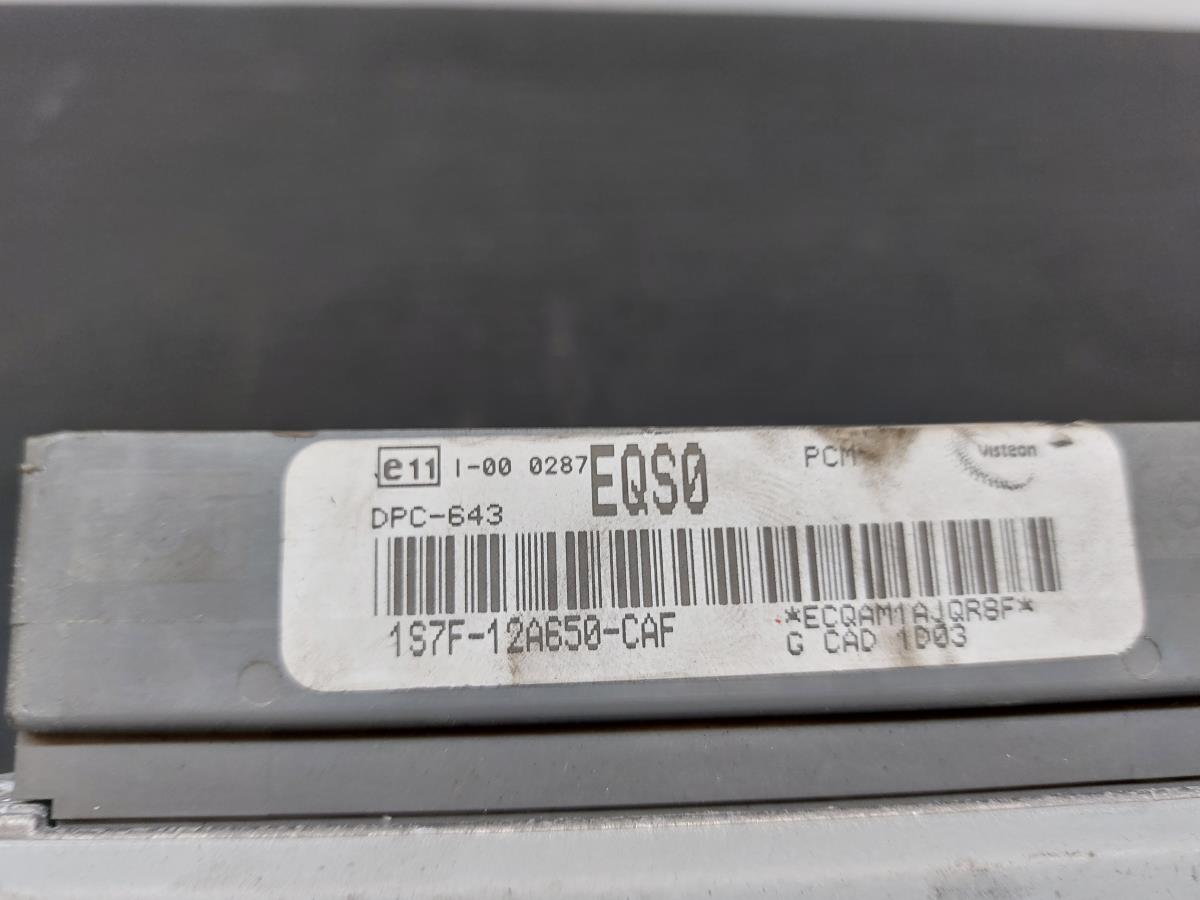 e11 I-00 0287 EQS0 PCM Visteon
DPC-643
1S7F-12A650-CAF *ECQAM1AJQR8F*
G CAD 1D03